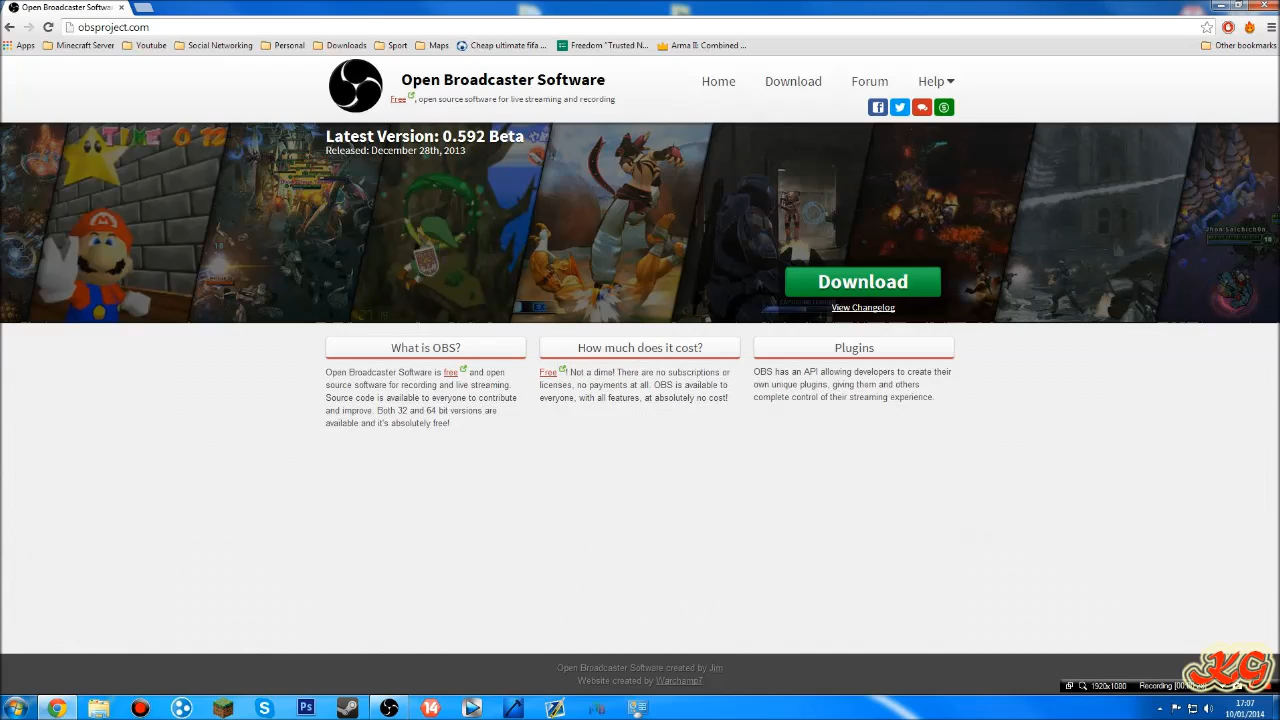 Open Broadcaster Softwa
obsproject.com
Apps Minecraft Server Youtube Social Networking Personal Downloads Sport Maps Cheap ultimate fifa ... Freedom "Trusted N... Arma II: Combined ... Other bookmarks
Open Broadcaster Software
Free, open source software for live streaming and recording
Home Download Forum Help
Latest Version: 0.592 Beta
Released: December 28th, 2013
TIME 0 12
Download
View Changelog
What is OBS?
Open Broadcaster Software is free and open
source software for recording and live streaming.
Source code is available to everyone to contribute
and improve. Both 32 and 64 bit versions are
available and it's absolutely free!
How much does it cost?
Free! Not a dime! There are no subscriptions or
licenses, no payments at all. OBS is available to
everyone, with all features, at absolutely no cost!
Plugins
OBS has an API allowing developers to create their
own unique plugins, giving them and others
complete control of their streaming experience.
Open Broadcaster Software created by Jim
Website created by Warchamp7
KG
1920x1080 Recording
Ps
14
17:07
10/01/2014